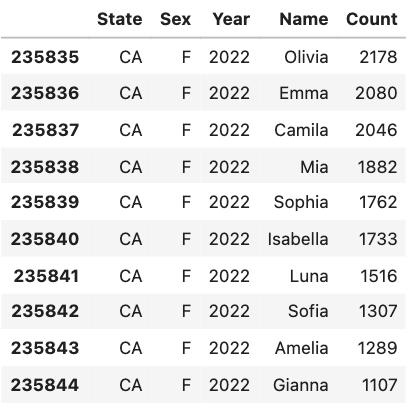 State Sex Year Name Count
235835 CA F 2022 Olivia 2178
235836 CA F 2022 Emma 2080
235837 CA F 2022 Camila 2046
235838 CA F 2022 Mia 1882
235839 CA F 2022 Sophia 1762
235840 CA F 2022 Isabella 1733
235841 CA F 2022 Luna 1516
235842 CA F 2022 Sofia 1307
235843 CA F 2022 Amelia 1289
235844 CA F 2022 Gianna 1107